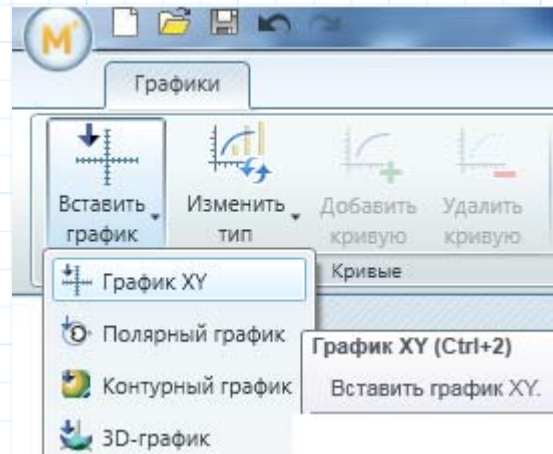 Графики
Вставить график
Изменить тип
Добавить кривую
Удалить кривую
Кривые
График XY
Полярный график
Контурный график
3D-график
График XY (Ctrl+2)
Вставить график XY.